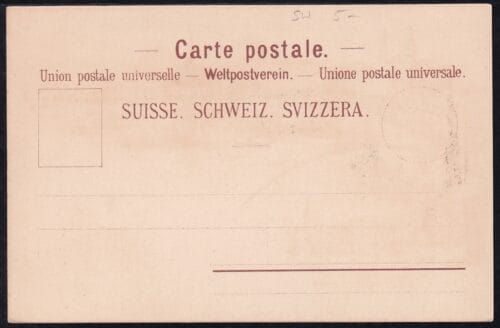 SW 5-
— Carte postale. —
Union postale universelle — Weltpostverein. — Unione postale universale.
SUISSE. SCHWEIZ. SVIZZERA.